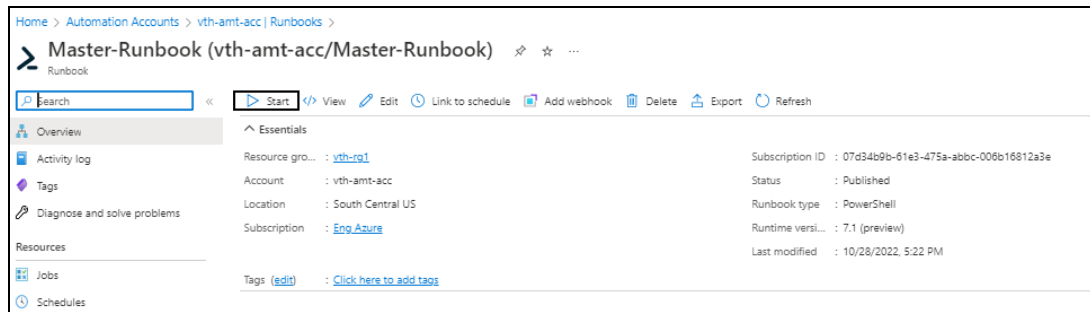 Home > Automation Accounts > vth-amt-acc | Runbooks >
Master-Runbook (vth-amt-acc/Master-Runbook) ...
Runbook
Search «
Start View Edit Link to schedule Add webhook Delete Export Refresh
Overview
Activity log
Tags
Diagnose and solve problems
Resources
Jobs
Schedules
Essentials
Resource gro... : vth-rg1
Account : vth-amt-acc
Location : South Central US
Subscription : Eng Azure
Subscription ID : 07d34b9b-61e3-475a-abbc-006b16812a3e
Status : Published
Runbook type : PowerShell
Runtime versi... : 7.1 (preview)
Last modified : 10/28/2022, 5:22 PM
Tags (edit) : Click here to add tags